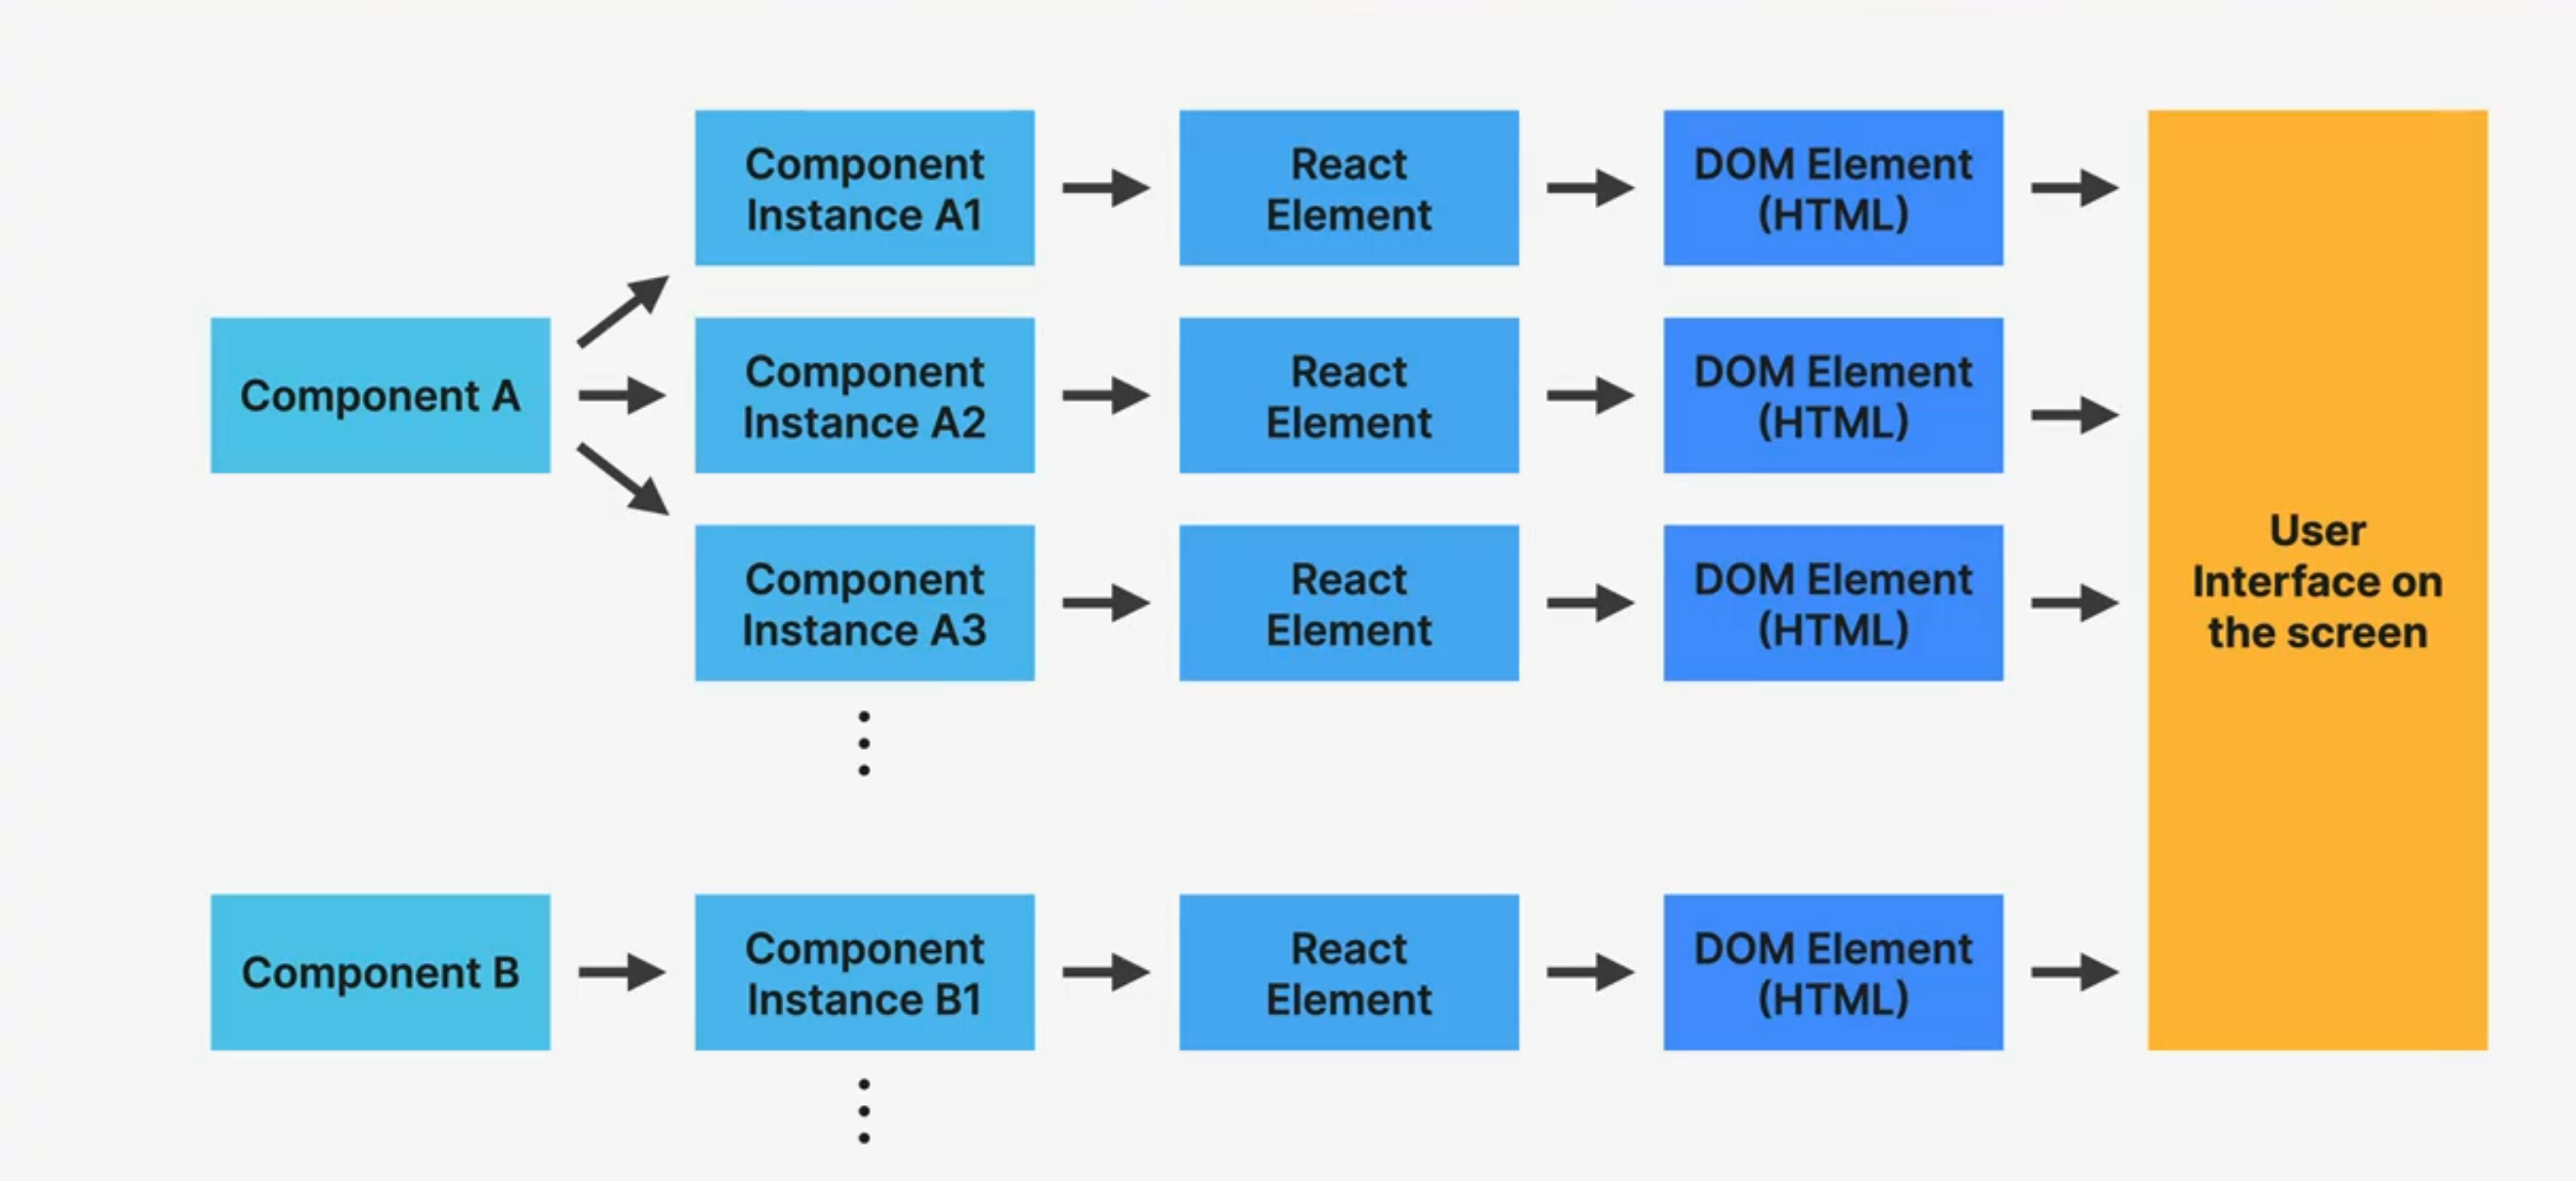 Component
Instance A1
React
Element
DOM Element
(HTML)
Component A
Component
Instance A2
React
Element
DOM Element
(HTML)
Component
Instance A3
React
Element
DOM Element
(HTML)
User
Interface on
the screen
Component B
Component
Instance B1
React
Element
DOM Element
(HTML)